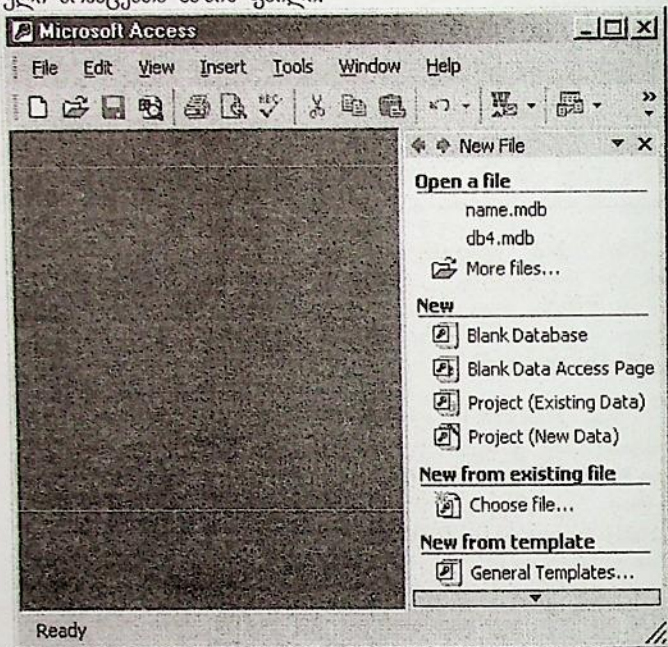 Microsoft Access
File Edit View Insert Tools Window Help
New File
Open a file
name.mdb
db4.mdb
More files...
New
Blank Database
Blank Data Access Page
Project (Existing Data)
Project (New Data)
New from existing file
Choose file...
New from template
General Templates...
Ready